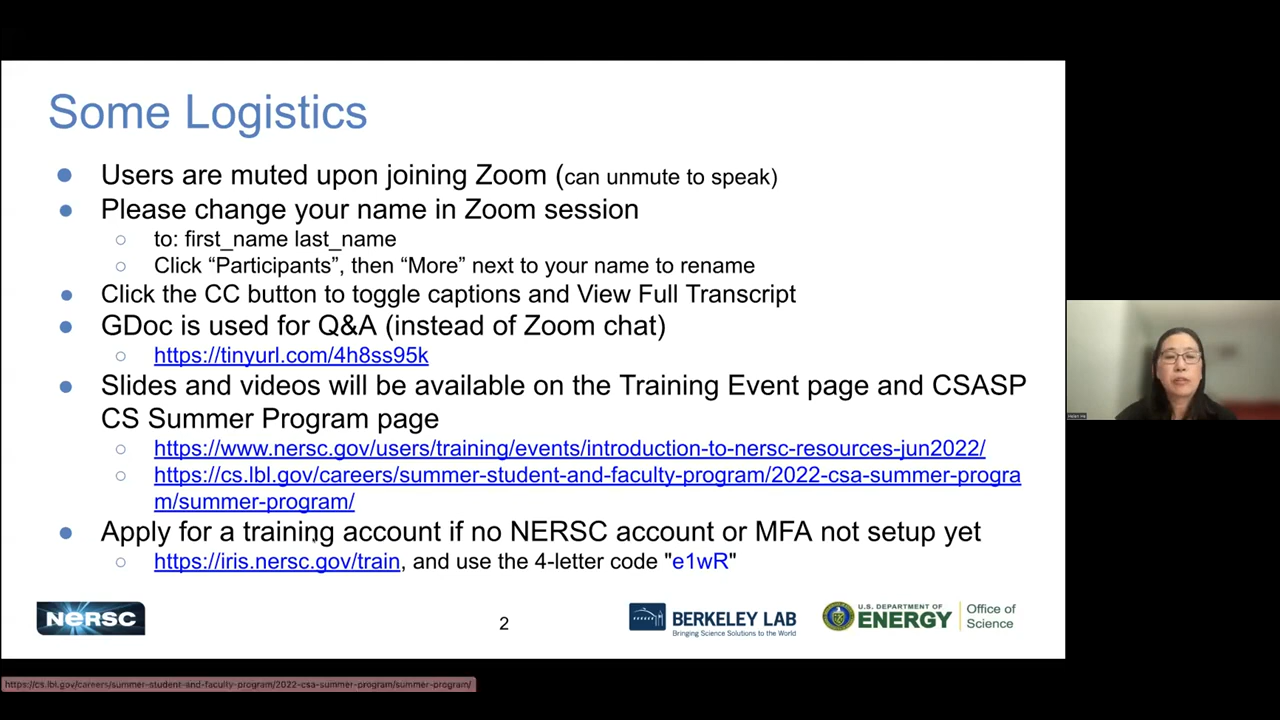 Some Logistics
● Users are muted upon joining Zoom (can unmute to speak)
● Please change your name in Zoom session
○ to: first_name last_name
○ Click “Participants”, then “More” next to your name to rename
● Click the CC button to toggle captions and View Full Transcript
● GDoc is used for Q&A (instead of Zoom chat)
○ https://tinyurl.com/4h8ss95k
● Slides and videos will be available on the Training Event page and CSASP
CS Summer Program page
○ https://www.nersc.gov/users/training/events/introduction-to-nersc-resources-jun2022/
○ https://cs.lbl.gov/careers/summer-student-and-faculty-program/2022-csa-summer-progra
m/summer-program/
● Apply for a training account if no NERSC account or MFA not setup yet
○ https://iris.nersc.gov/train, and use the 4-letter code "e1wR"
NERSC
2
BERKELEY LAB
Bringing Science Solutions to the World
U.S. DEPARTMENT OF
ENERGY
Office of
Science
https://cs.lbl.gov/careers/summer-student-and-faculty-program/2022-csa-summer-program/summer-program/